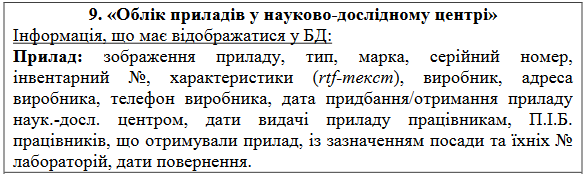 9. «Облік приладів у науково-дослідному центрі»
Інформація, що має відображатися у БД:
Прилад: зображення приладу, тип, марка, серійний номер,
інвентарний №, характеристики (rtf-текст), виробник, адреса
виробника, телефон виробника, дата придбання/отримання приладу
наук.-досл. центром, дати видачі приладу працівникам, П.І.Б.
працівників, що отримували прилад, із зазначенням посади та їхніх №
лабораторій, дати повернення.